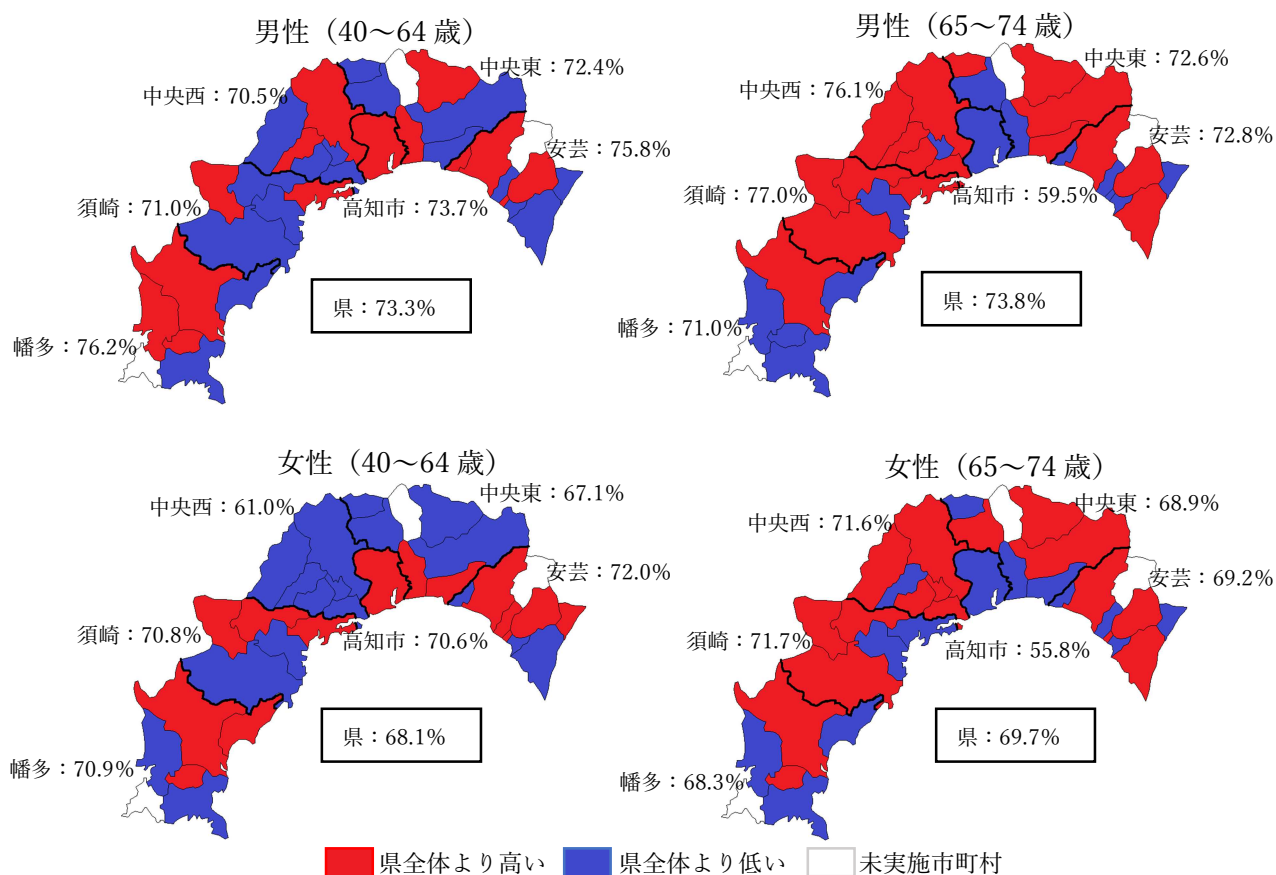 男性（40～64 歳）
中央東：72.4%
中央西：70.5%
安芸：75.8%
須崎：71.0%
高知市：73.7%
県：73.3%
幡多：76.2%
男性（65～74 歳）
中央東：72.6%
中央西：76.1%
安芸：72.8%
須崎：77.0%
高知市：59.5%
県：73.8%
幡多：71.0%
女性（40～64 歳）
中央東：67.1%
中央西：61.0%
安芸：72.0%
須崎：70.8%
高知市：70.6%
県：68.1%
幡多：70.9%
女性（65～74 歳）
中央東：68.9%
中央西：71.6%
安芸：69.2%
須崎：71.7%
高知市：55.8%
県：69.7%
幡多：68.3%
県全体より高い
県全体より低い
未実施市町村